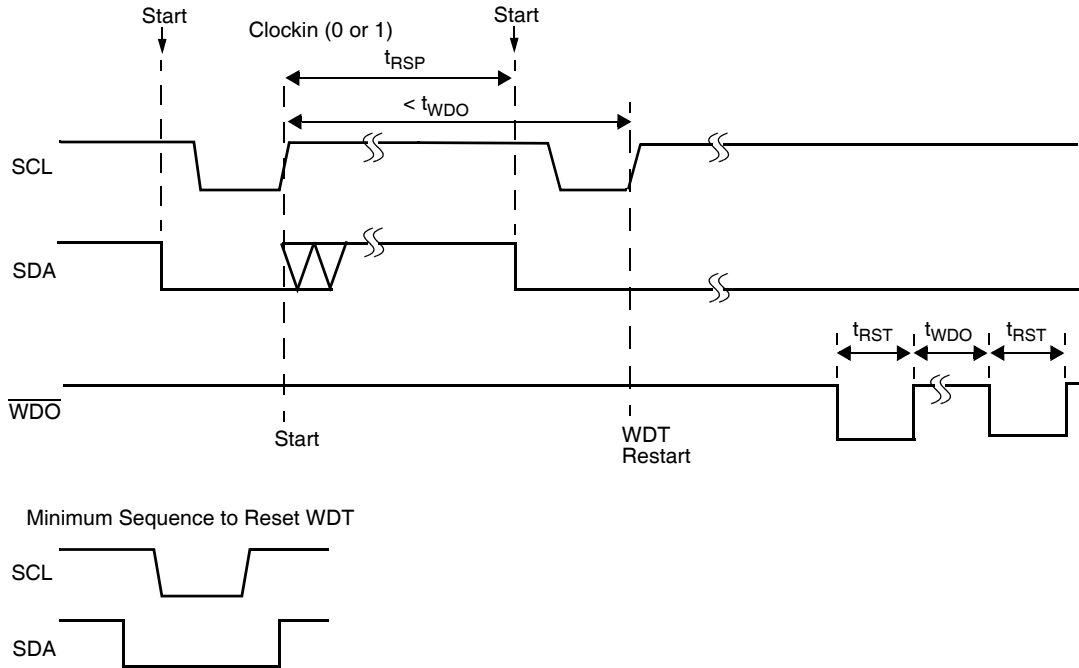 Start
Start
Clockin (0 or 1)
tRSP
< tWDO
SCL
SDA
tRST
tWDO
tRST
WDO
Start
WDT
Restart
Minimum Sequence to Reset WDT
SCL
SDA